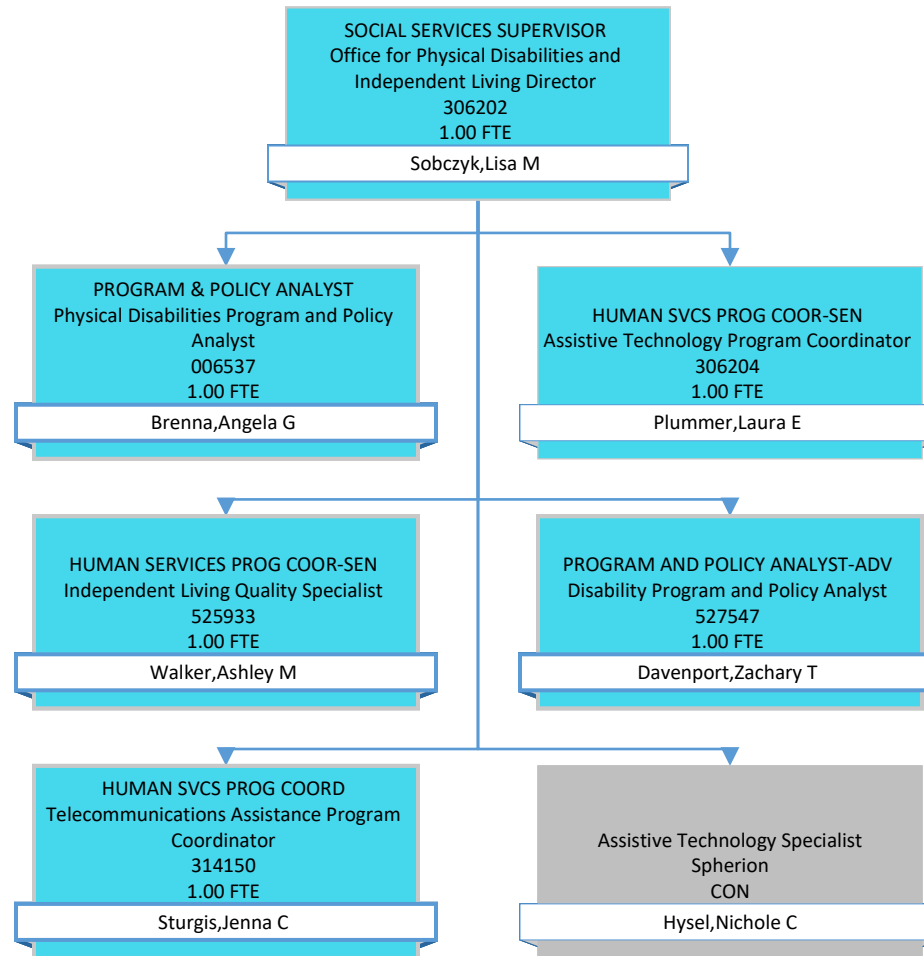 SOCIAL SERVICES SUPERVISOR
Office for Physical Disabilities and
Independent Living Director
306202
1.00 FTE
Sobczyk,Lisa M
PROGRAM & POLICY ANALYST
Physical Disabilities Program and Policy
Analyst
006537
1.00 FTE
Brenna,Angela G
HUMAN SVCS PROG COOR-SEN
Assistive Technology Program Coordinator
306204
1.00 FTE
Plummer,Laura E
HUMAN SERVICES PROG COOR-SEN
Independent Living Quality Specialist
525933
1.00 FTE
Walker,Ashley M
PROGRAM AND POLICY ANALYST-ADV
Disability Program and Policy Analyst
527547
1.00 FTE
Davenport,Zachary T
HUMAN SVCS PROG COORD
Telecommunications Assistance Program
Coordinator
314150
1.00 FTE
Sturgis,Jenna C
Assistive Technology Specialist
Spherion
CON
Hysel,Nichole C